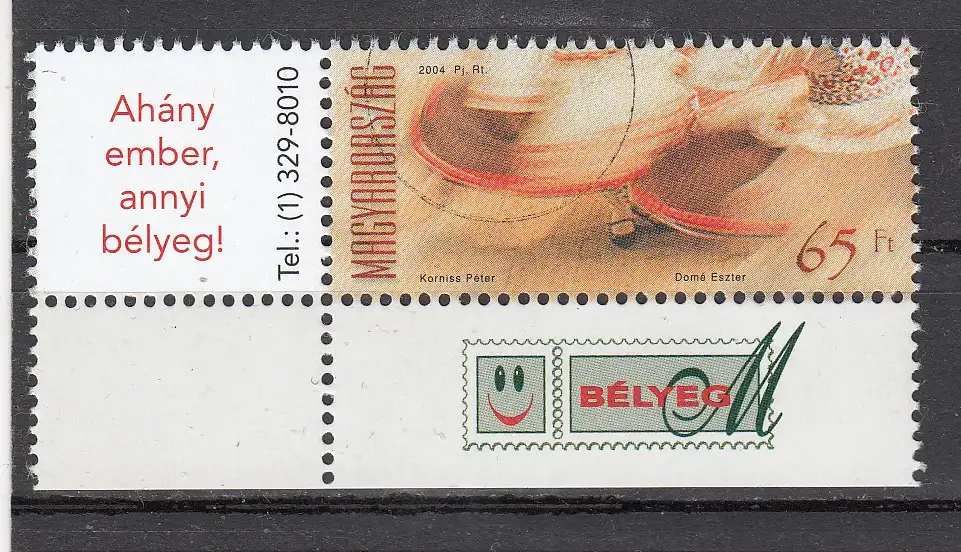 Ahány
ember,
annyi
bélyeg!
Tel.: (1) 329-8010
MAGYARORSZÁG
2004 Pj. Rt.
Korniss Péter
Domé Eszter
65 Ft
BÉLYEG M